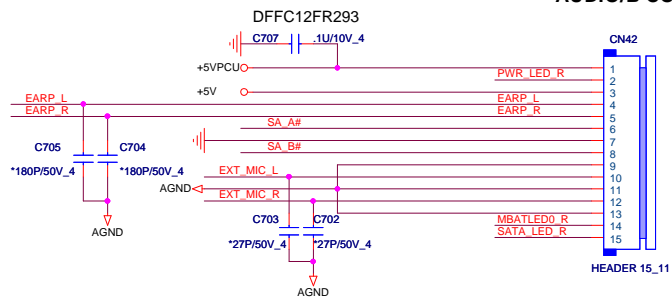 AUDIO/B CO
DFFC12FR293
C707 .1U/10V_4
CN42
+5VPCU
1
PWR_LED_R
2
+5V
3
EARP_L
EARP_L
4
EARP_R
EARP_R
5
SA_A#
6
7
SA_B#
8
C705
C704
*180P/50V_4
*180P/50V_4
9
EXT_MIC_L
10
AGND
11
EXT_MIC_R
12
13
AGND
C703
C702
MBATLED0_R
14
SATA_LED_R
15
*27P/50V_4
*27P/50V_4
HEADER 15_11
AGND